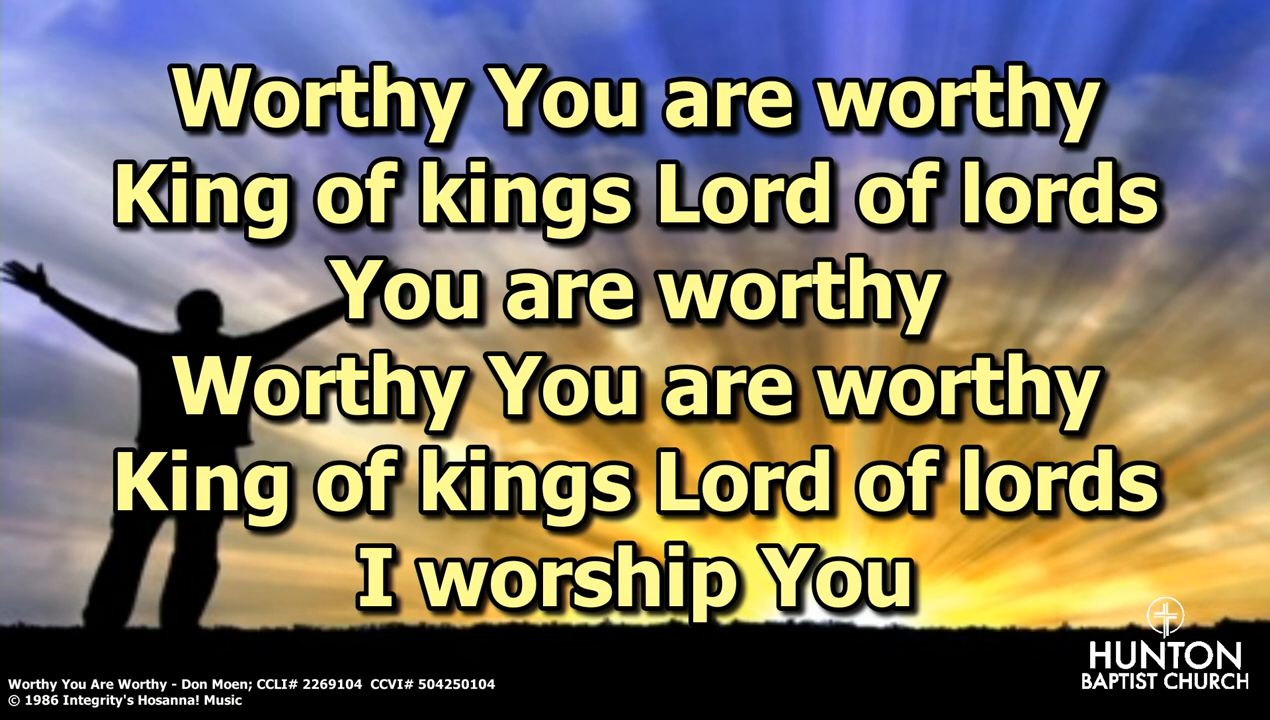 Worthy You are worthy
King of kings Lord of lords
You are worthy
Worthy You are worthy
King of kings Lord of lords
I worship You
HUNTON
BAPTIST CHURCH
Worthy You Are Worthy - Don Moen; CCLI# 2269104  CCVI# 504250104
© 1986 Integrity's Hosanna! Music